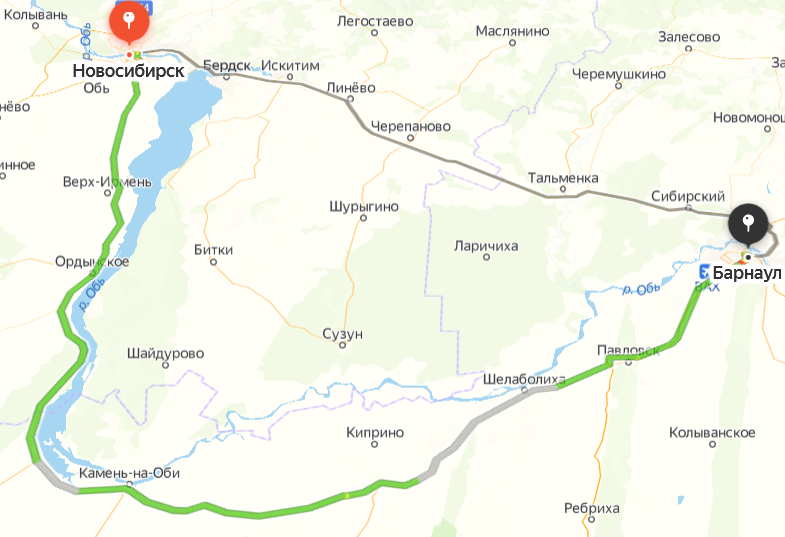 Колывань
р. Обь
Новосибирск
Обь
Бердск
Искитим
Легостаево
Маслянино
Залесово
Линёво
Черемушкино
Черепаново
Верх-Ирмень
Шурыгино
Тальменка
Сибирский
Битки
Ларичиха
Ордынское
р. Обь
р. Обь
Барнаул
Сузун
Шайдурово
Павловск
Шелаболиха
Киприно
Колыванское
Камень-на-Оби
Ребриха